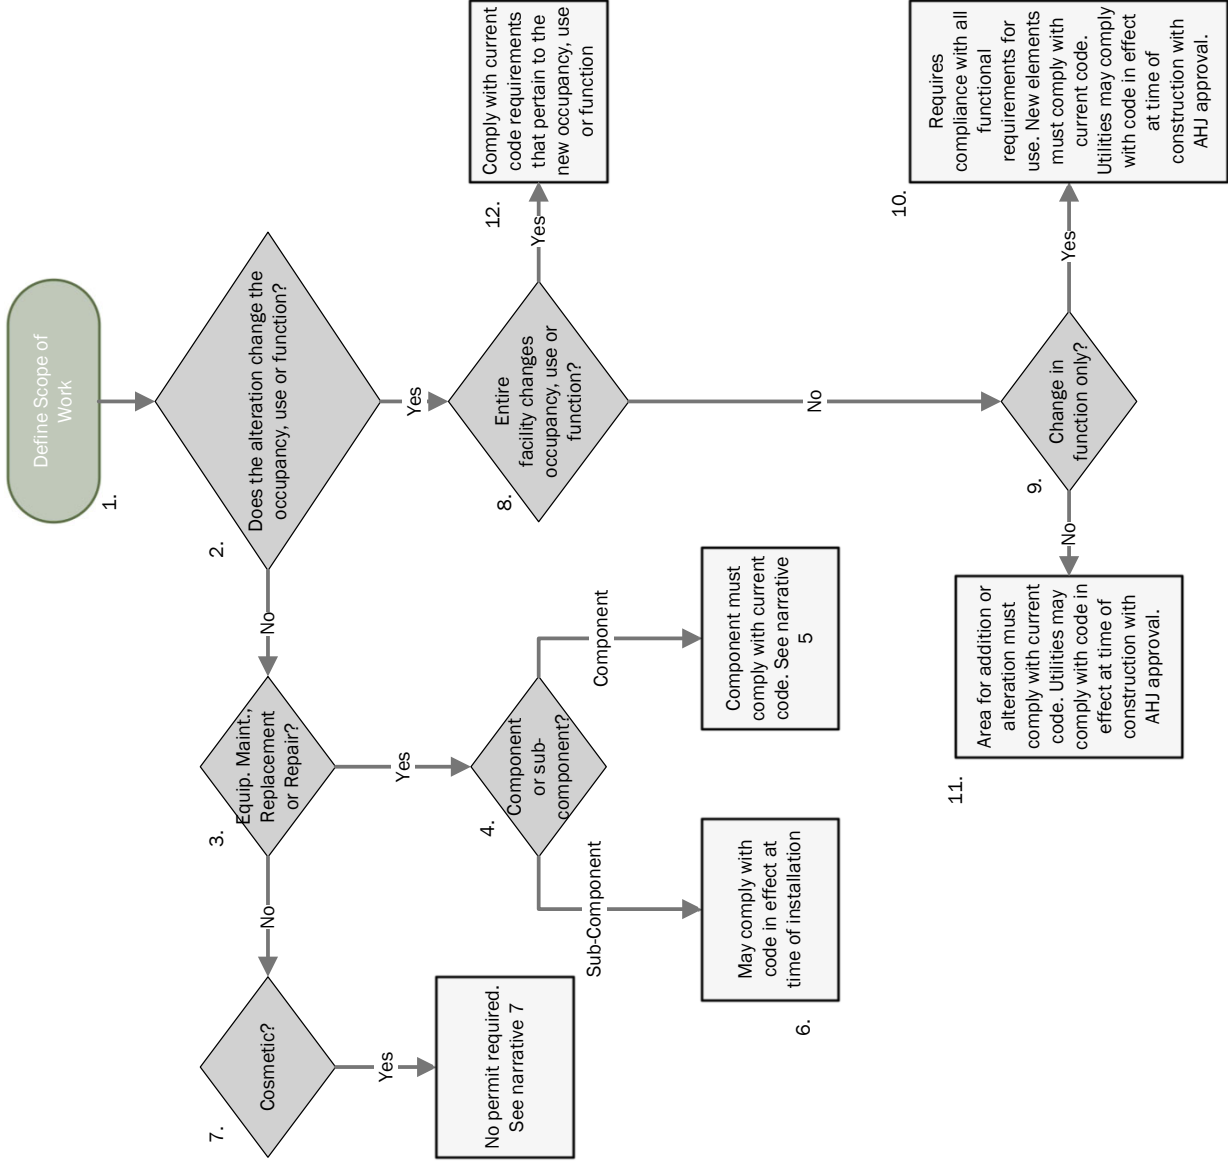 Define Scope of
Work
1.
Does the alteration change the
occupancy, use or function?
2.
No
Yes
Equip. Maint.,
Replacement
or Repair?
3.
No
Yes
Cosmetic?
7.
Yes
No permit required.
See narrative 7
Component
or sub-
component?
4.
Sub-Component
Component
May comply with
code in effect at
time of installation
6.
Component must
comply with current
code. See narrative
5
Entire
facility changes
occupancy, use or
function?
8.
Yes
No
12.
Comply with current
code requirements
that pertain to the
new occupancy, use
or function
Change in
function only?
9.
No
Yes
11.
Area for addition or
alteration must
comply with current
code. Utilities may
comply with code in
effect at time of
construction with
AHJ approval.
10.
Requires
compliance with all
functional
requirements for
use. New elements
must comply with
current code.
Utilities may comply
with code in effect
at time of
construction with
AHJ approval.